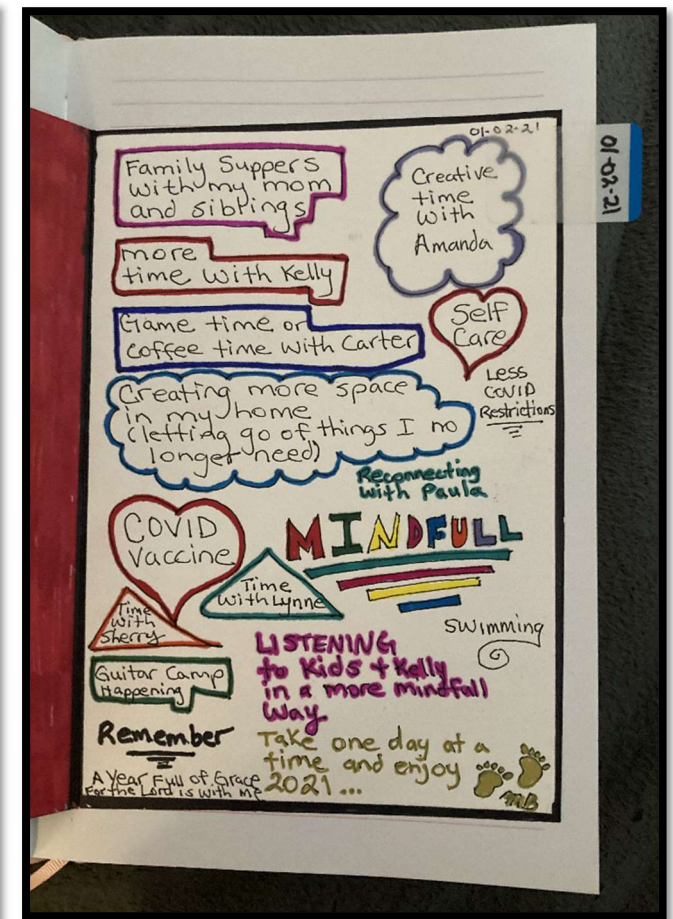 01-02-21
01-02-21
Family Suppers
with my mom
and siblings
Creative
time
with
Amanda
more
time with Kelly
Game time or
coffee time with Carter
Self
Care
Less
COVID
Restrictions
Creating more space
in my home
(letting go of things I no
longer need)
Reconnecting
with Paula
COVID
Vaccine
MINDFULL
Time
with Lynne
Time
with
Sherry
swimming
Guitar Camp
Happening
LISTENING
to Kids + Kelly
in a more mindfull
way
Remember
A Year Full of Grace
For the Lord is with me
Take one day at a
time and enjoy
2021...
MB